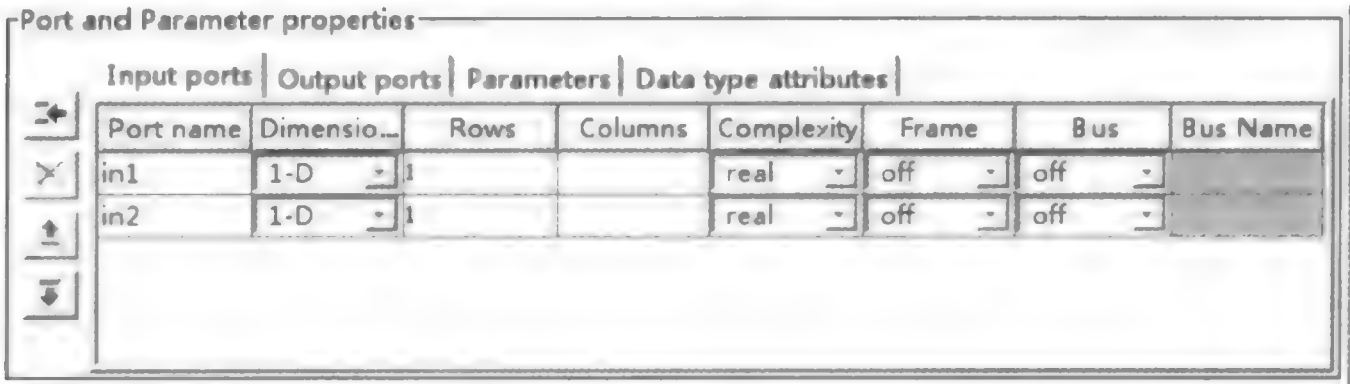 Port and Parameter properties
Input ports Output ports Parameters Data type attributes
Port name Dimensio... Rows Columns Complexity Frame Bus Bus Name
in1 1-D 1 real off off
in2 1-D 1 real off off